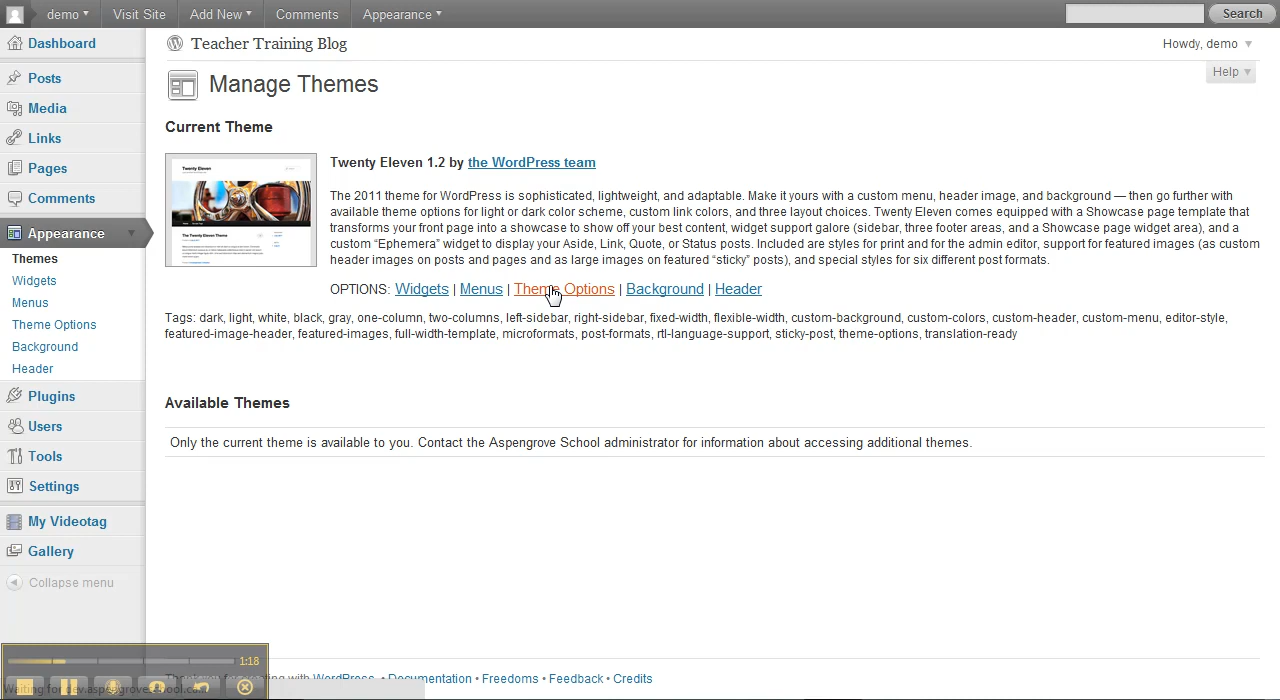 demo Visit Site Add New Comments Appearance Search
Dashboard
Posts
Media
Links
Pages
Comments
Appearance
Themes
Widgets
Menus
Theme Options
Background
Header
Plugins
Users
Tools
Settings
My Videotag
Gallery
Collapse menu
Teacher Training Blog
Howdy, demo
Help
Manage Themes
Current Theme
Twenty Eleven
Twenty Eleven 1.2 by the WordPress team
The 2011 theme for WordPress is sophisticated, lightweight, and adaptable. Make it yours with a custom menu, header image, and background — then go further with
available theme options for light or dark color scheme, custom link colors, and three layout choices. Twenty Eleven comes equipped with a Showcase page template that
transforms your front page into a showcase to show off your best content, widget support galore (sidebar, three footer areas, and a Showcase page widget area), and a
custom “Ephemera” widget to display your Aside, Link, Quote, or Status posts. Included are styles for print and for the admin editor, support for featured images (as custom
header images on posts and pages and as large images on featured “sticky” posts), and special styles for six different post formats.
OPTIONS: Widgets | Menus | Theme Options | Background | Header
Tags: dark, light, white, black, gray, one-column, two-columns, left-sidebar, right-sidebar, fixed-width, flexible-width, custom-background, custom-colors, custom-header, custom-menu, editor-style,
featured-image-header, featured-images, full-width-template, microformats, post-formats, rtl-language-support, sticky-post, theme-options, translation-ready
Available Themes
Only the current theme is available to you. Contact the Aspengrove School administrator for information about accessing additional themes.
1:18
Thank you for creating with WordPress. • Documentation • Freedoms • Feedback • Credits
Waiting for dev.aspengroveschool.ca...